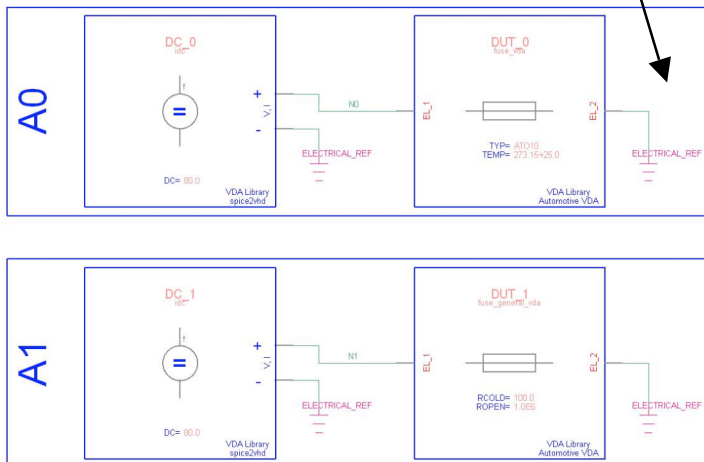 A0
DC_0
idc
f
=
+
V,I
-
DC= 80.0
VDA Library
spice2vhd
N0
ELECTRICAL_REF
DUT_0
fuse_vda
EL_1
EL_2
TYP= ATO10
TEMP= 273.15+25.0
VDA Library
Automotive VDA
ELECTRICAL_REF
A1
DC_1
idc
f
=
+
V,I
-
DC= 80.0
VDA Library
spice2vhd
N1
ELECTRICAL_REF
DUT_1
fuse_general_vda
EL_1
EL_2
RCOLD= 100.0
ROPEN= 1.0E6
VDA Library
Automotive VDA
ELECTRICAL_REF